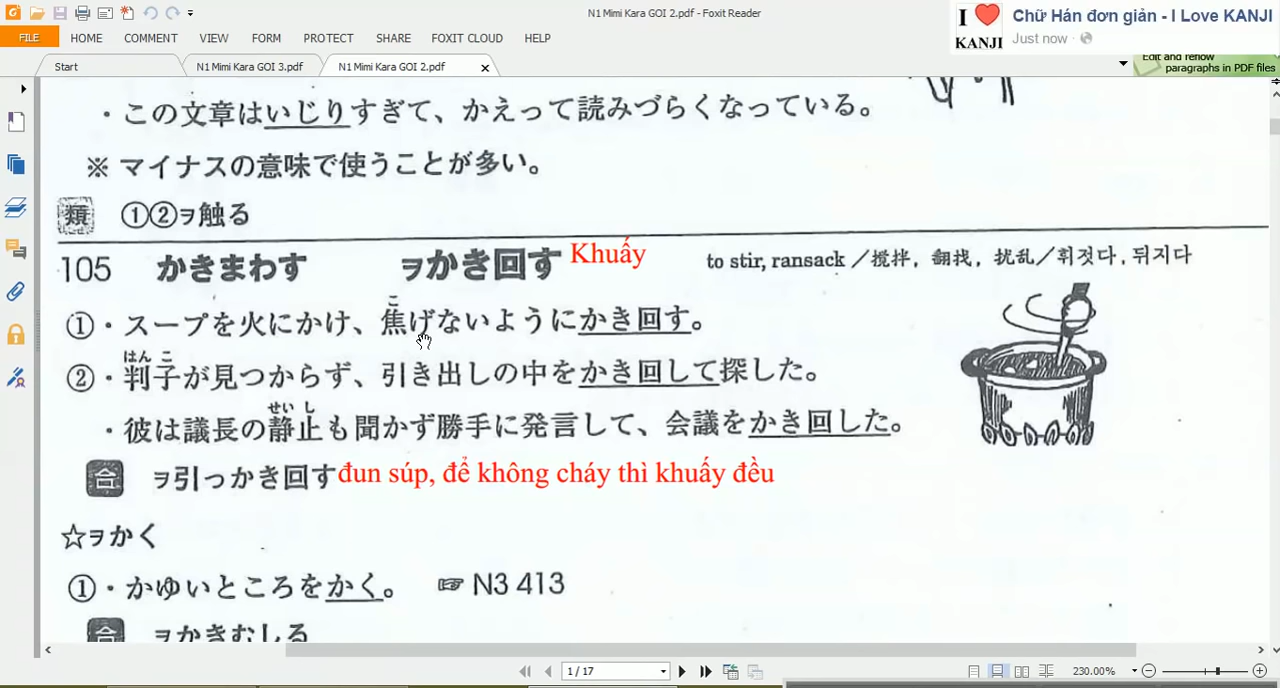 N1 Mimi Kara GOI 2.pdf - Foxit Reader
I ❤ KANJI
Chữ Hán đơn giản - I Love KANJI
Just now
FILE HOME COMMENT VIEW FORM PROTECT SHARE FOXIT CLOUD HELP
Edit and reflow
paragraphs in PDF files
Start N1 Mimi Kara GOI 3.pdf N1 Mimi Kara GOI 2.pdf
・この文章はいじりすぎて、かえって読みづらくなっている。
※ マイナスの意味で使うことが多い。
類 ①②ヲ触る
105 かきまわす ヲかき回す Khuấy to stir, ransack／搅拌，翻找，扰乱／휘젓다, 뒤지다
こ
①・スープを火にかけ、焦げないようにかき回す。
はん こ
②・判子が見つからず、引き出しの中をかき回して探した。
せい し
・彼は議長の静止も聞かず勝手に発言して、会議をかき回した。
合 ヲ引っかき回す đun súp, để không cháy thì khuấy đều
☆ヲかく
①・かゆいところをかく。 ☞ N3 413
合 ヲかきむしる
1 / 17
230.00%